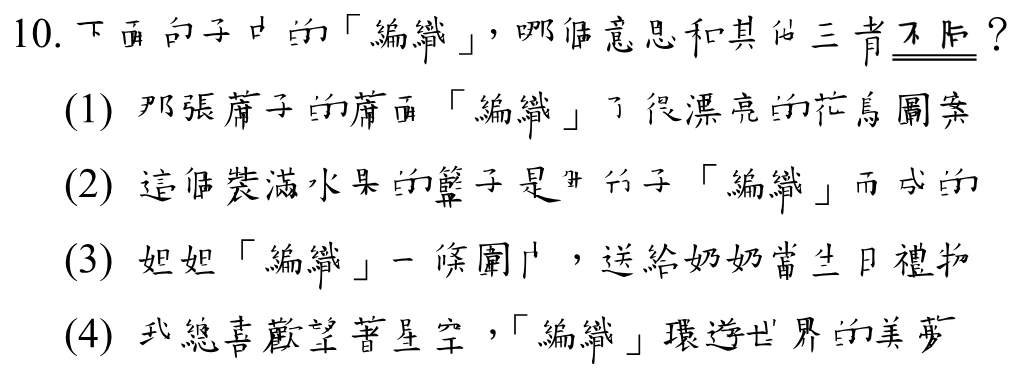 10. 下面句子中的「編織」，哪個意思和其他三者不同？
(1) 那張蓆子的蓆面「編織」了很漂亮的花鳥圖案
(2) 這個裝滿水果的籃子是用竹子「編織」而成的
(3) 姐姐「編織」一條圍巾，送給奶奶當生日禮物
(4) 我總喜歡望著星空，「編織」環遊世界的美夢